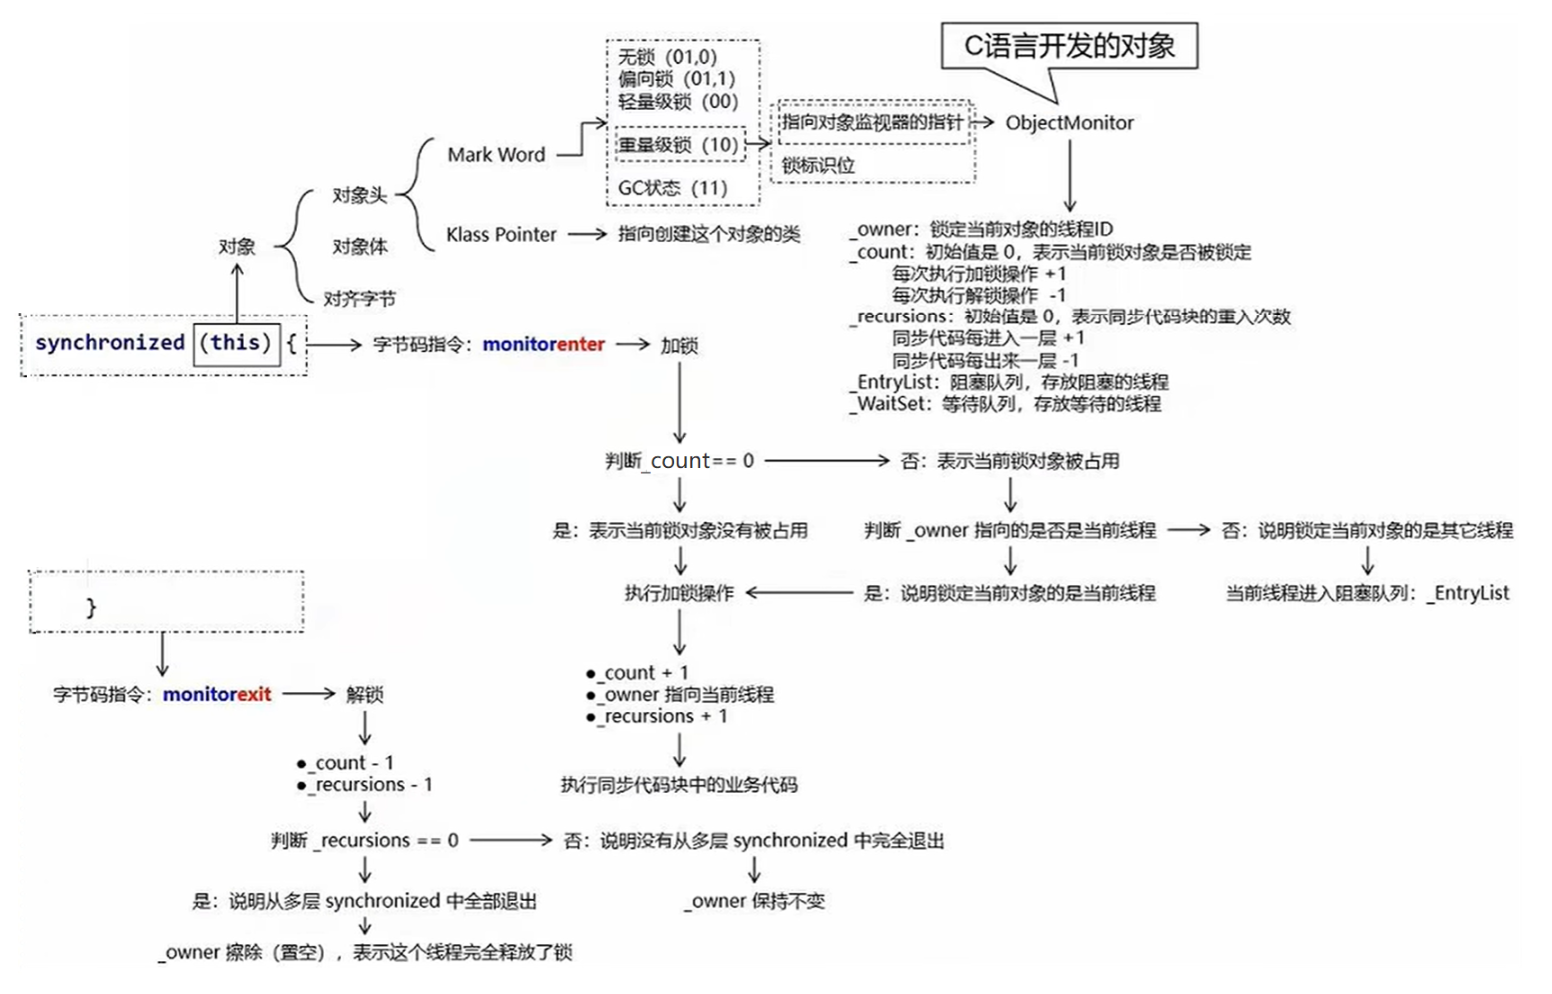 C语言开发的对象
无锁（01,0）
偏向锁（01,1）
轻量级锁（00）
重量级锁（10）
GC状态（11）
指向对象监视器的指针
锁标识位
ObjectMonitor
Mark Word
对象头
Klass Pointer
指向创建这个对象的类
对象
对象体
对齐字节
_owner：锁定当前对象的线程ID
_count：初始值是 0，表示当前锁对象是否被锁定
每次执行加锁操作 +1
每次执行解锁操作 -1
_recursions：初始值是 0，表示同步代码块的重入次数
同步代码每进入一层 +1
同步代码每出来一层 -1
_EntryList：阻塞队列，存放阻塞的线程
_WaitSet：等待队列，存放等待的线程
synchronized (this) {
字节码指令：monitorenter
加锁
判断_count== 0
否：表示当前锁对象被占用
是：表示当前锁对象没有被占用
判断 _owner 指向的是否是当前线程
否：说明锁定当前对象的是其它线程
执行加锁操作
是：说明锁定当前对象的是当前线程
当前线程进入阻塞队列：_EntryList
●_count + 1
●_owner 指向当前线程
●_recursions + 1
执行同步代码块中的业务代码
}
字节码指令：monitorexit
解锁
●_count - 1
●_recursions - 1
判断 _recursions == 0
否：说明没有从多层 synchronized 中完全退出
是：说明从多层 synchronized 中全部退出
_owner 保持不变
_owner 擦除（置空），表示这个线程完全释放了锁